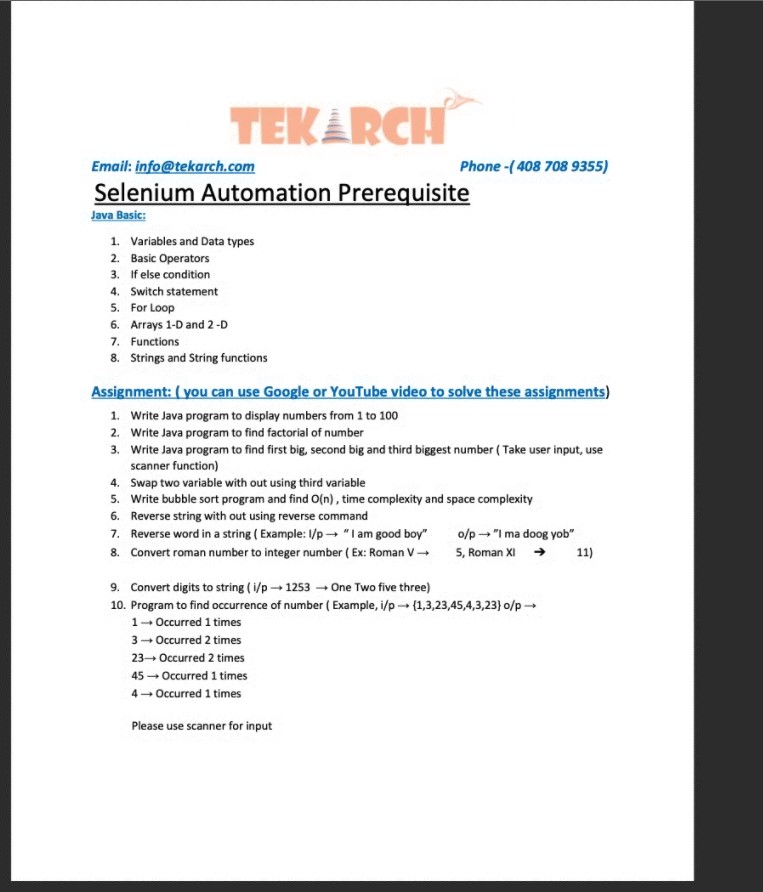 TEKARCH
Email: info@tekarch.com Phone -( 408 708 9355)
Selenium Automation Prerequisite
Java Basic:
1. Variables and Data types
2. Basic Operators
3. If else condition
4. Switch statement
5. For Loop
6. Arrays 1-D and 2 -D
7. Functions
8. Strings and String functions
Assignment: ( you can use Google or YouTube video to solve these assignments)
1. Write Java program to display numbers from 1 to 100
2. Write Java program to find factorial of number
3. Write Java program to find first big, second big and third biggest number ( Take user input, use
scanner function)
4. Swap two variable with out using third variable
5. Write bubble sort program and find O(n) , time complexity and space complexity
6. Reverse string with out using reverse command
7. Reverse word in a string ( Example: I/p → “ I am good boy” o/p → ”I ma doog yob”
8. Convert roman number to integer number ( Ex: Roman V → 5, Roman XI → 11)
9. Convert digits to string ( i/p → 1253 → One Two five three)
10. Program to find occurrence of number ( Example, i/p → {1,3,23,45,4,3,23} o/p →
1 → Occurred 1 times
3 → Occurred 2 times
23→ Occurred 2 times
45 → Occurred 1 times
4 → Occurred 1 times
Please use scanner for input